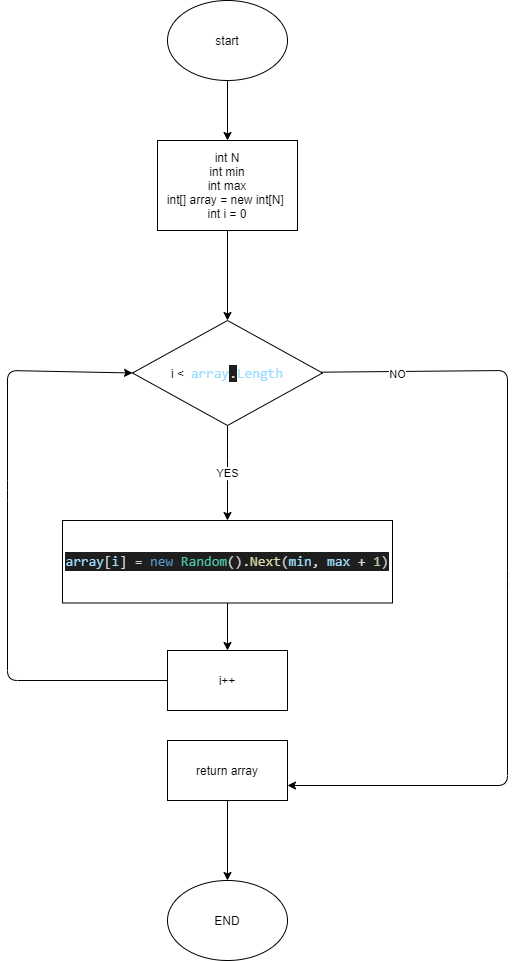 start
int N
int min
int max
int[] array = new int[N]
int i = 0
i < array.Length
NO
YES
array[i] = new Random().Next(min, max + 1)
i++
return array
END